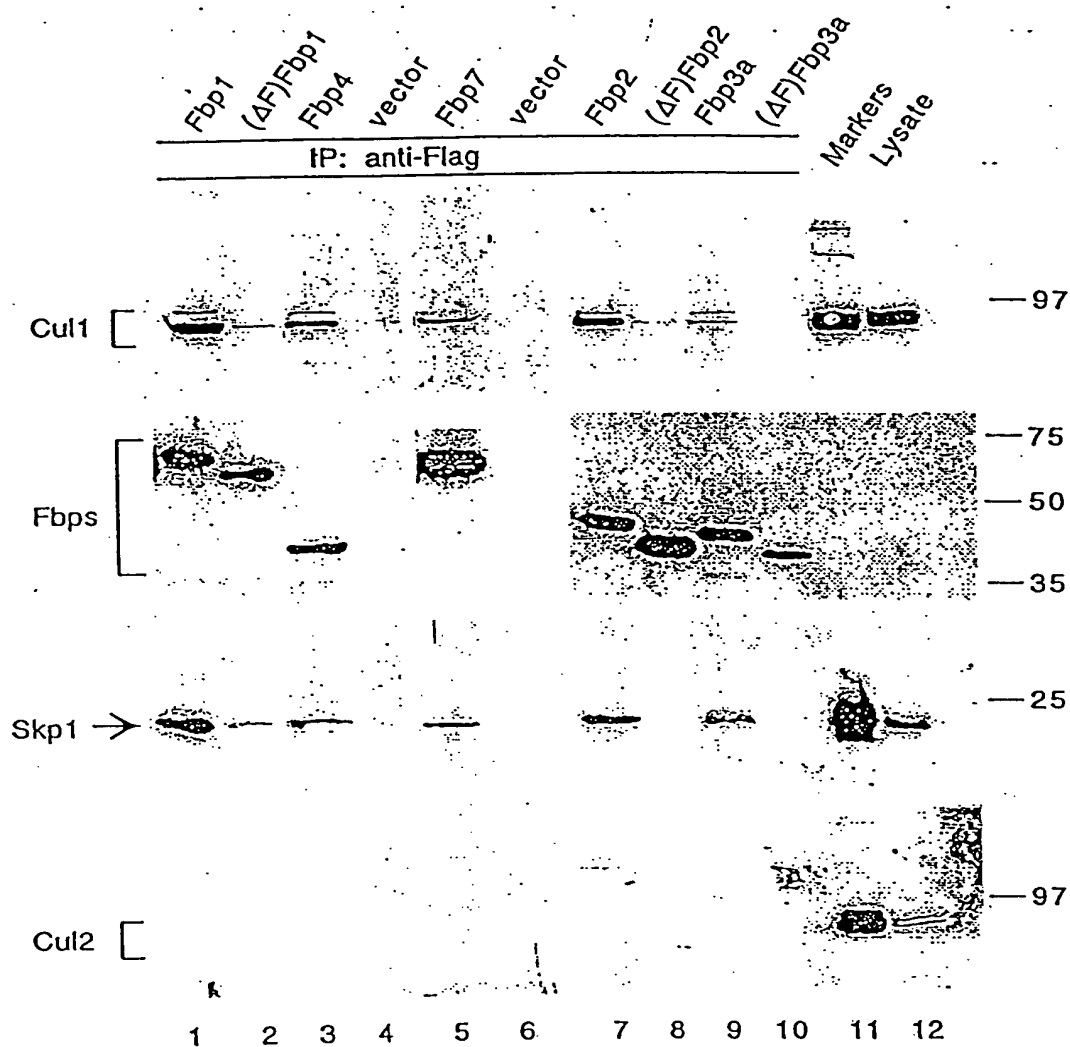 Fbp1 (ΔF)Fbp1 Fbp4 vector Fbp7 vector Fbp2 (ΔF)Fbp2 Fbp3a (ΔF)Fbp3a Markers Lysate
IP: anti-Flag
97
Cul1
75
50
Fbps
35
25
Skp1
97
Cul2
1 2 3 4 5 6 7 8 9 10 11 12